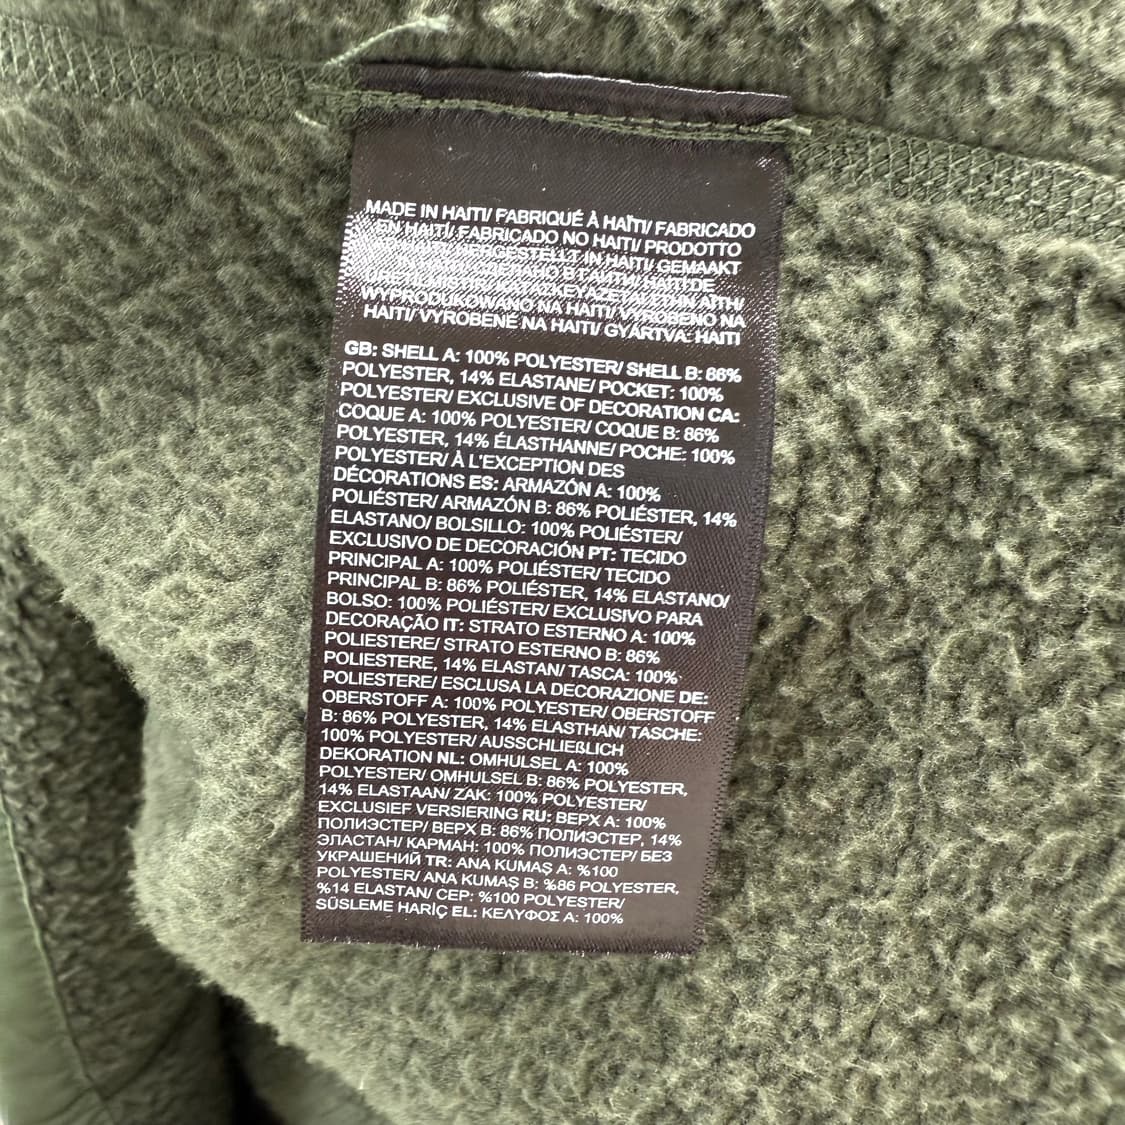 MADE IN HAITI/ FABRIQUÉ À HAÏTI/ FABRICADO
EN HAITÍ/ FABRICADO NO HAITI/ PRODOTTO
HERGESTELLT IN HAITI/ GEMAAKT
HAITI'DE
WYPRODUKOWANO NA HAITI/ VYROBENO NA
HAITI/ VYROBENÉ NA HAITI/ GYÁRTVA: HAITI
GB: SHELL A: 100% POLYESTER/ SHELL B: 86%
POLYESTER, 14% ELASTANE/ POCKET: 100%
POLYESTER/ EXCLUSIVE OF DECORATION CA:
COQUE A: 100% POLYESTER/ COQUE B: 86%
POLYESTER, 14% ÉLASTHANNE/ POCHE: 100%
POLYESTER/ À L'EXCEPTION DES
DÉCORATIONS ES: ARMAZÓN A: 100%
POLIÉSTER/ ARMAZÓN B: 86% POLIÉSTER, 14%
ELASTANO/ BOLSILLO: 100% POLIÉSTER/
EXCLUSIVO DE DECORACIÓN PT: TECIDO
PRINCIPAL A: 100% POLIÉSTER/ TECIDO
PRINCIPAL B: 86% POLIÉSTER, 14% ELASTANO/
BOLSO: 100% POLIÉSTER/ EXCLUSIVO PARA
DECORAÇÃO IT: STRATO ESTERNO A: 100%
POLIESTERE/ STRATO ESTERNO B: 86%
POLIESTERE, 14% ELASTAN/ TASCA: 100%
POLIESTERE/ ESCLUSA LA DECORAZIONE DE:
OBERSTOFF A: 100% POLYESTER/ OBERSTOFF
B: 86% POLYESTER, 14% ELASTHAN/ TASCHE:
100% POLYESTER/ AUSSCHLIEßLICH
DEKORATION NL: OMHULSEL A: 100%
POLYESTER/ OMHULSEL B: 86% POLYESTER,
14% ELASTAAN/ ZAK: 100% POLYESTER/
EXCLUSIEF VERSIERING RU: ВЕРХ A: 100%
ПОЛИЭСТЕР/ ВЕРХ B: 86% ПОЛИЭСТЕР, 14%
ЭЛАСТАН/ КАРМАН: 100% ПОЛИЭСТЕР/ БЕЗ
УКРАШЕНИЙ TR: ANA KUMAŞ A: %100
POLYESTER/ ANA KUMAŞ B: %86 POLYESTER,
%14 ELASTAN/ CEP: %100 POLYESTER/
SÜSLEME HARİÇ EL: ΚΕΛΥΦΟΣ A: 100%